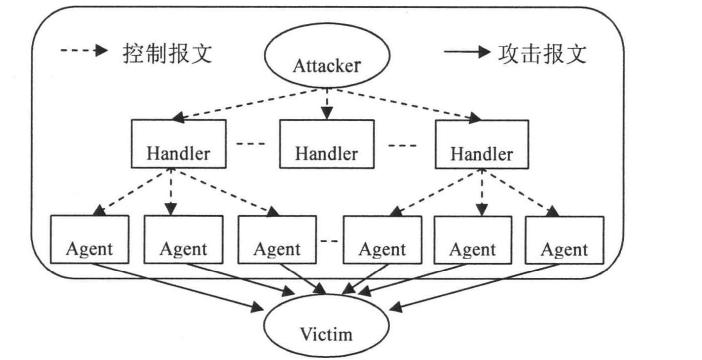 控制报文
Attacker
攻击报文
Handler
Handler
Handler
Agent
Agent
Agent
Agent
Agent
Agent
Victim